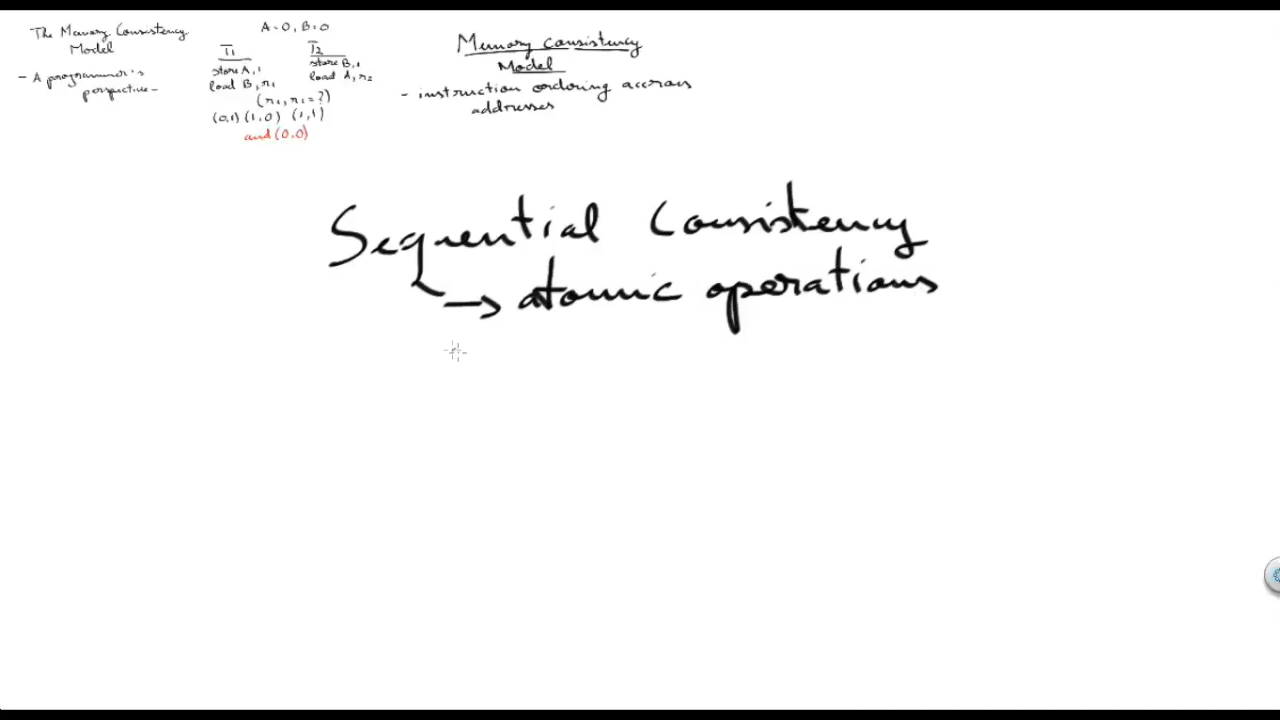 The Memory Consistency
Model
- A programmer's
perspective -
A=0, B=0
T1
store A,1
load B, r1
T2
store B,1
load A, r2
(r1, r1 = ?)
(0,1) (1,0) (1,1)
and (0,0)
Memory consistency
Model
- instruction ordering accross
addresses
Sequential Consistency
→ atomic operations